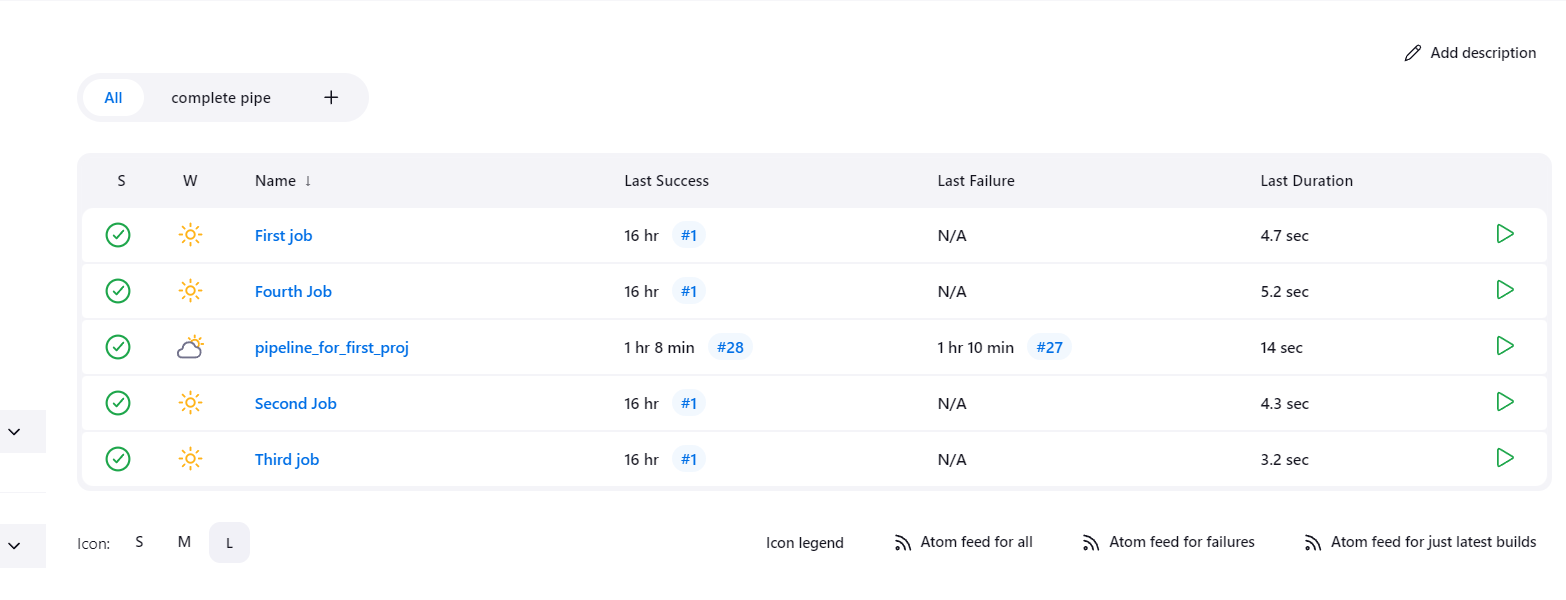 Add description
All complete pipe +
S W Name ↓ Last Success Last Failure Last Duration
First job 16 hr #1 N/A 4.7 sec
Fourth Job 16 hr #1 N/A 5.2 sec
pipeline_for_first_proj 1 hr 8 min #28 1 hr 10 min #27 14 sec
Second Job 16 hr #1 N/A 4.3 sec
Third job 16 hr #1 N/A 3.2 sec
Icon: S M L Icon legend Atom feed for all Atom feed for failures Atom feed for just latest builds